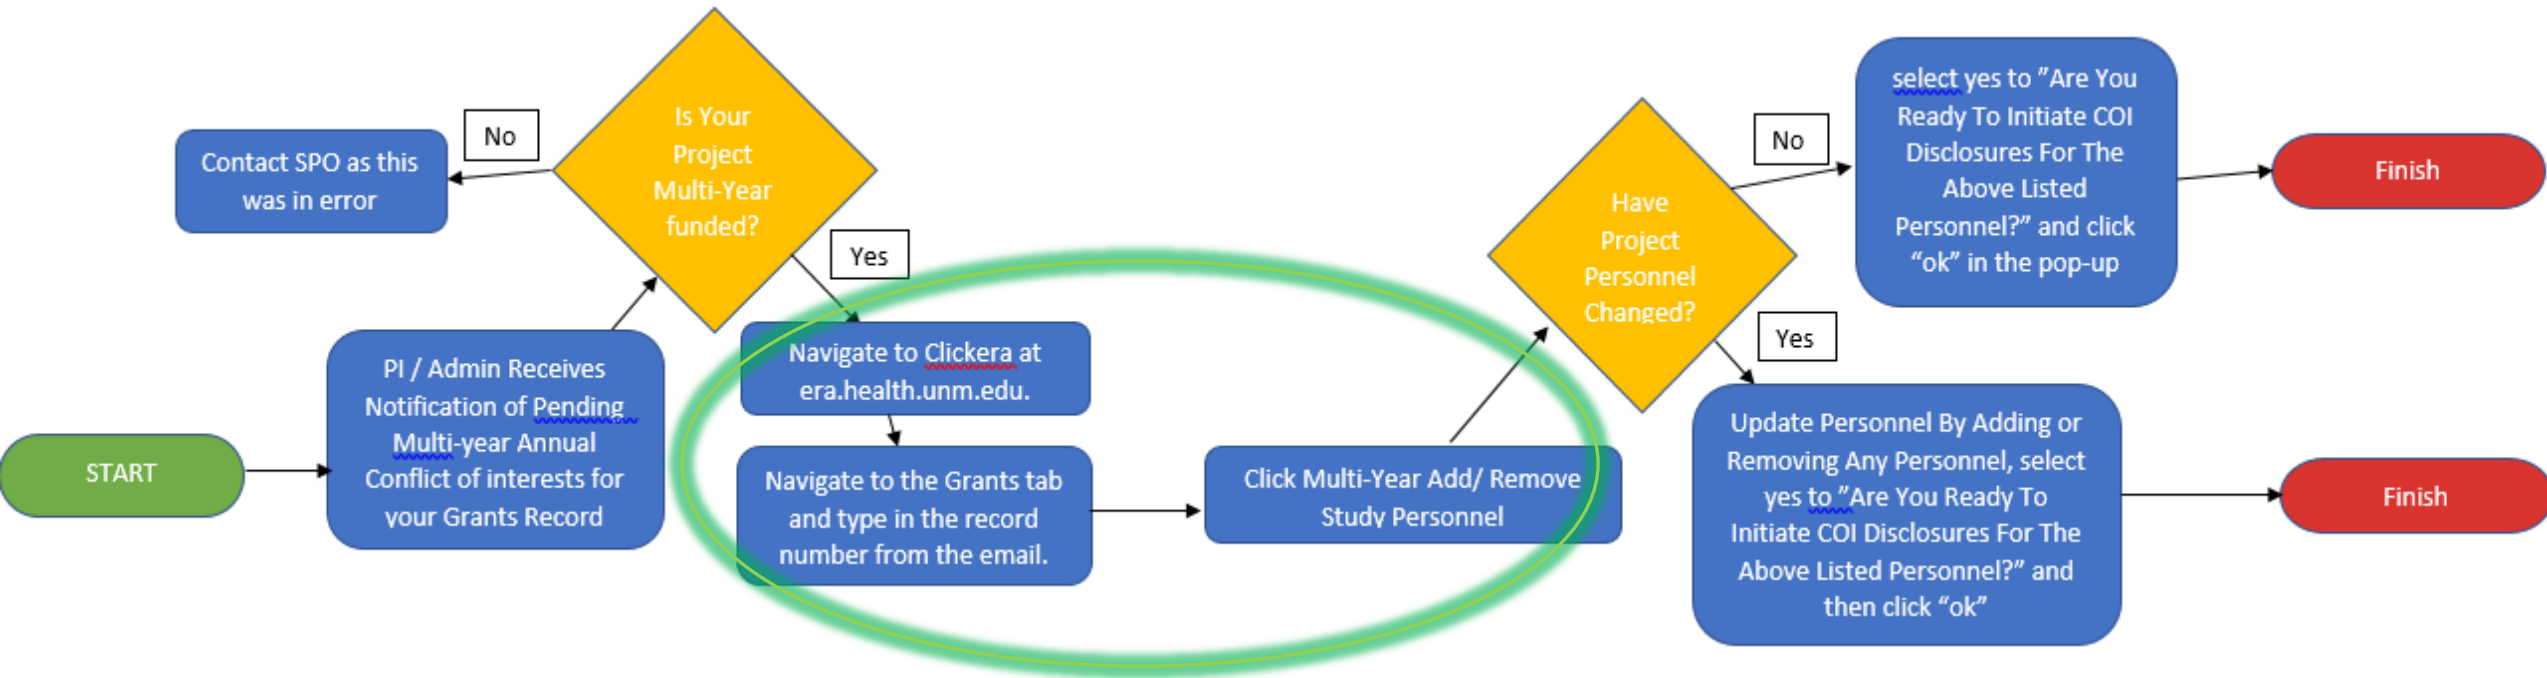 START
PI / Admin Receives
Notification of Pending
Multi-year Annual
Conflict of interests for
your Grants Record
Is Your
Project
Multi-Year
funded?
No
Contact SPO as this
was in error
Yes
Navigate to Clickera at
era.health.unm.edu.
Navigate to the Grants tab
and type in the record
number from the email.
Click Multi-Year Add/ Remove
Study Personnel
Have
Project
Personnel
Changed?
No
select yes to ”Are You
Ready To Initiate COI
Disclosures For The
Above Listed
Personnel?” and click
“ok” in the pop-up
Finish
Yes
Update Personnel By Adding or
Removing Any Personnel, select
yes to ”Are You Ready To
Initiate COI Disclosures For The
Above Listed Personnel?” and
then click “ok”
Finish